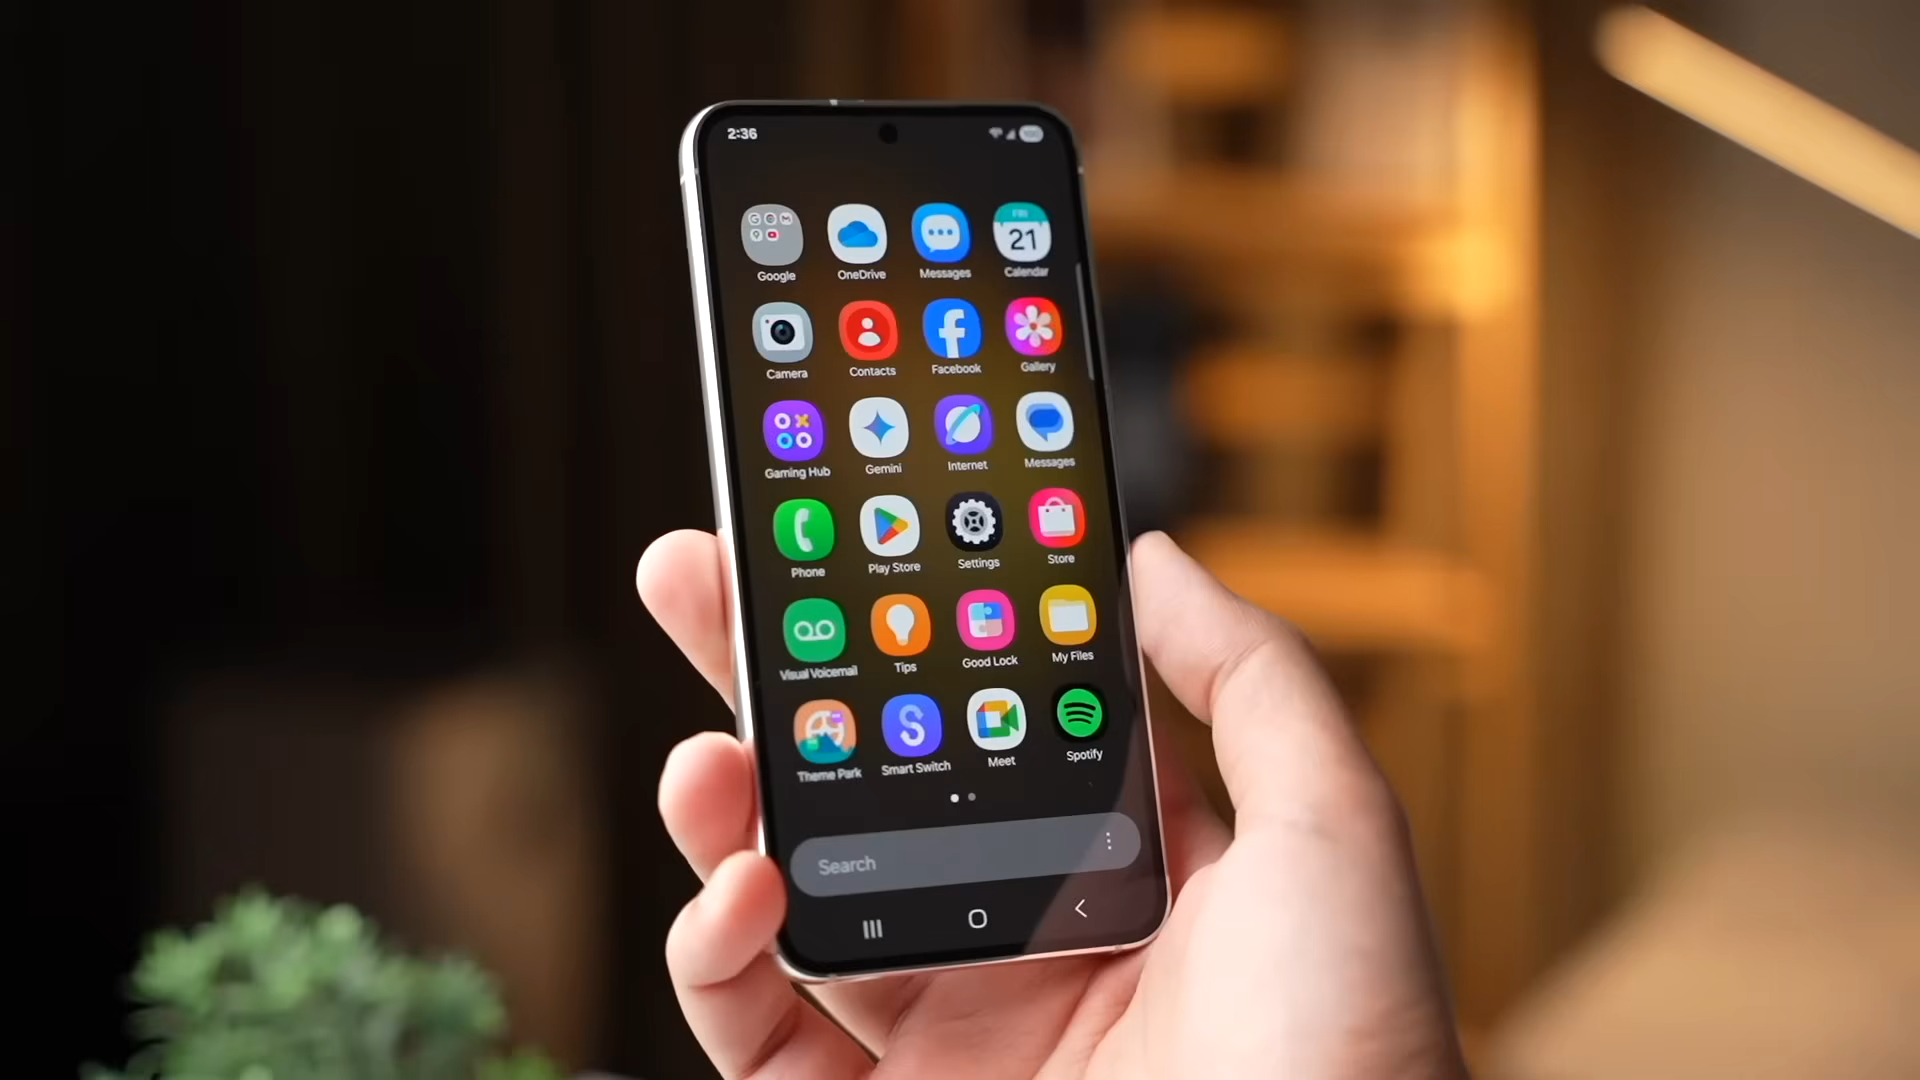 2:36
FRI
21
Google
OneDrive
Messages
Calendar
Camera
Contacts
Facebook
Gallery
Gaming Hub
Gemini
Internet
Messages
Phone
Play Store
Settings
Store
Visual Voicemail
Tips
Good Lock
My Files
Theme Park
Smart Switch
Meet
Spotify
Search